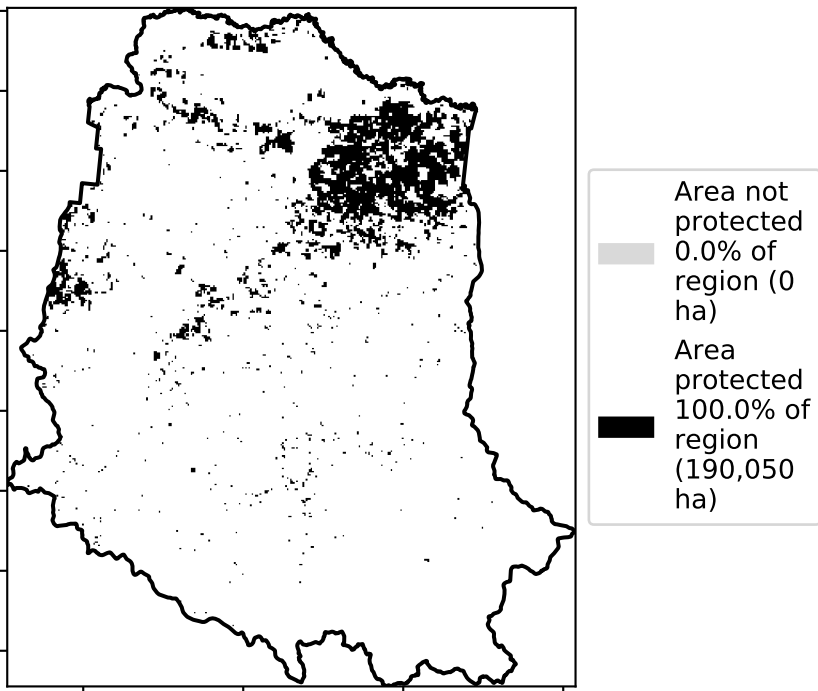 Area not
protected
0.0% of
region (0
ha)
Area
protected
100.0% of
region
(190,050
ha)